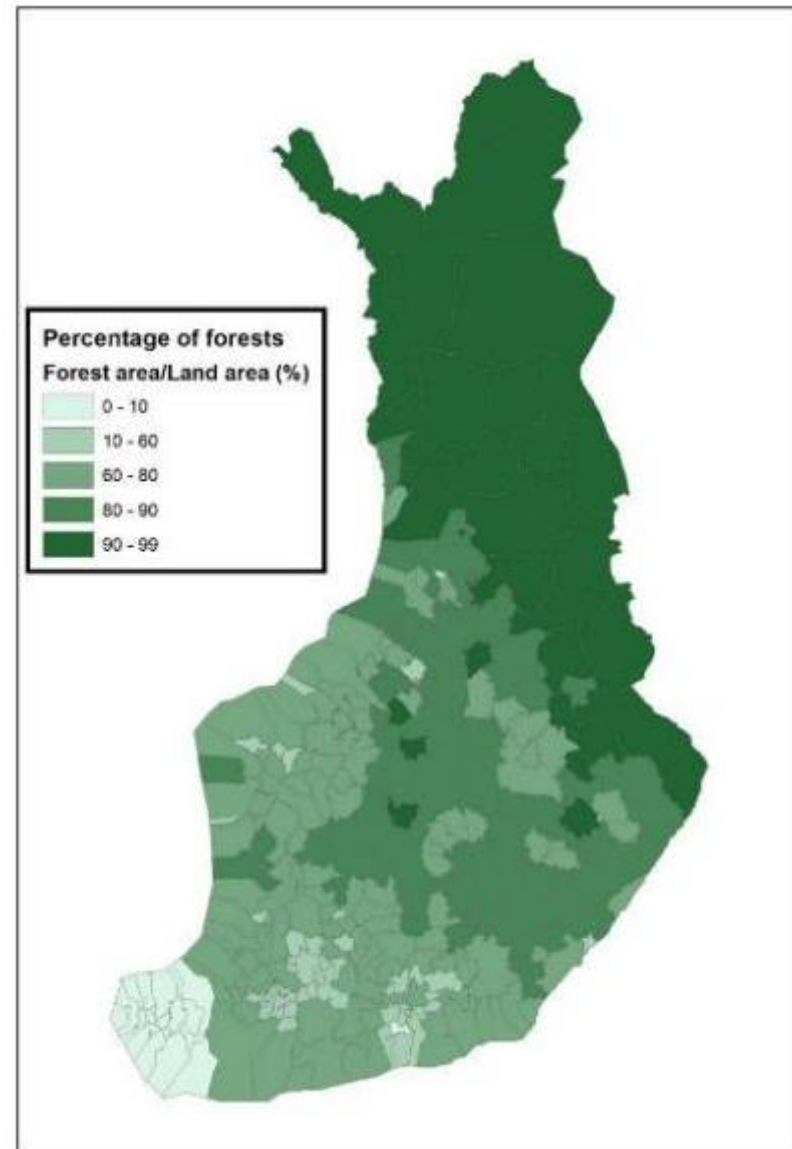 Percentage of forests
Forest area/Land area (%)
0 - 10
10 - 60
60 - 80
80 - 90
90 - 99